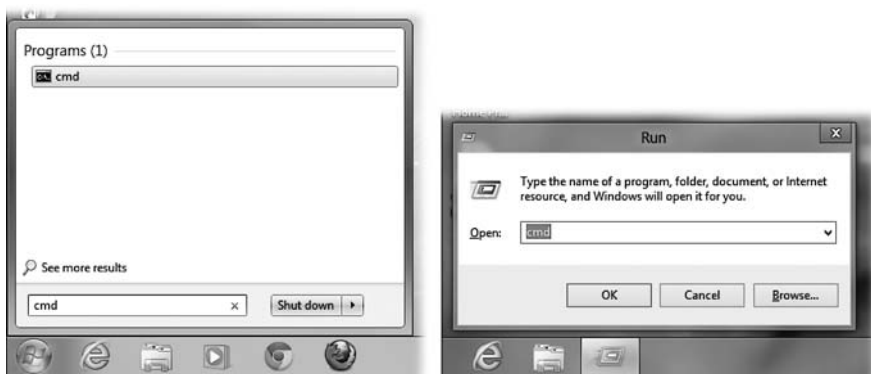 Programs (1)
cmd
See more results
cmd
Shut down
Run
Type the name of a program, folder, document, or Internet
resource, and Windows will open it for you.
Open:
cmd
OK
Cancel
Browse...